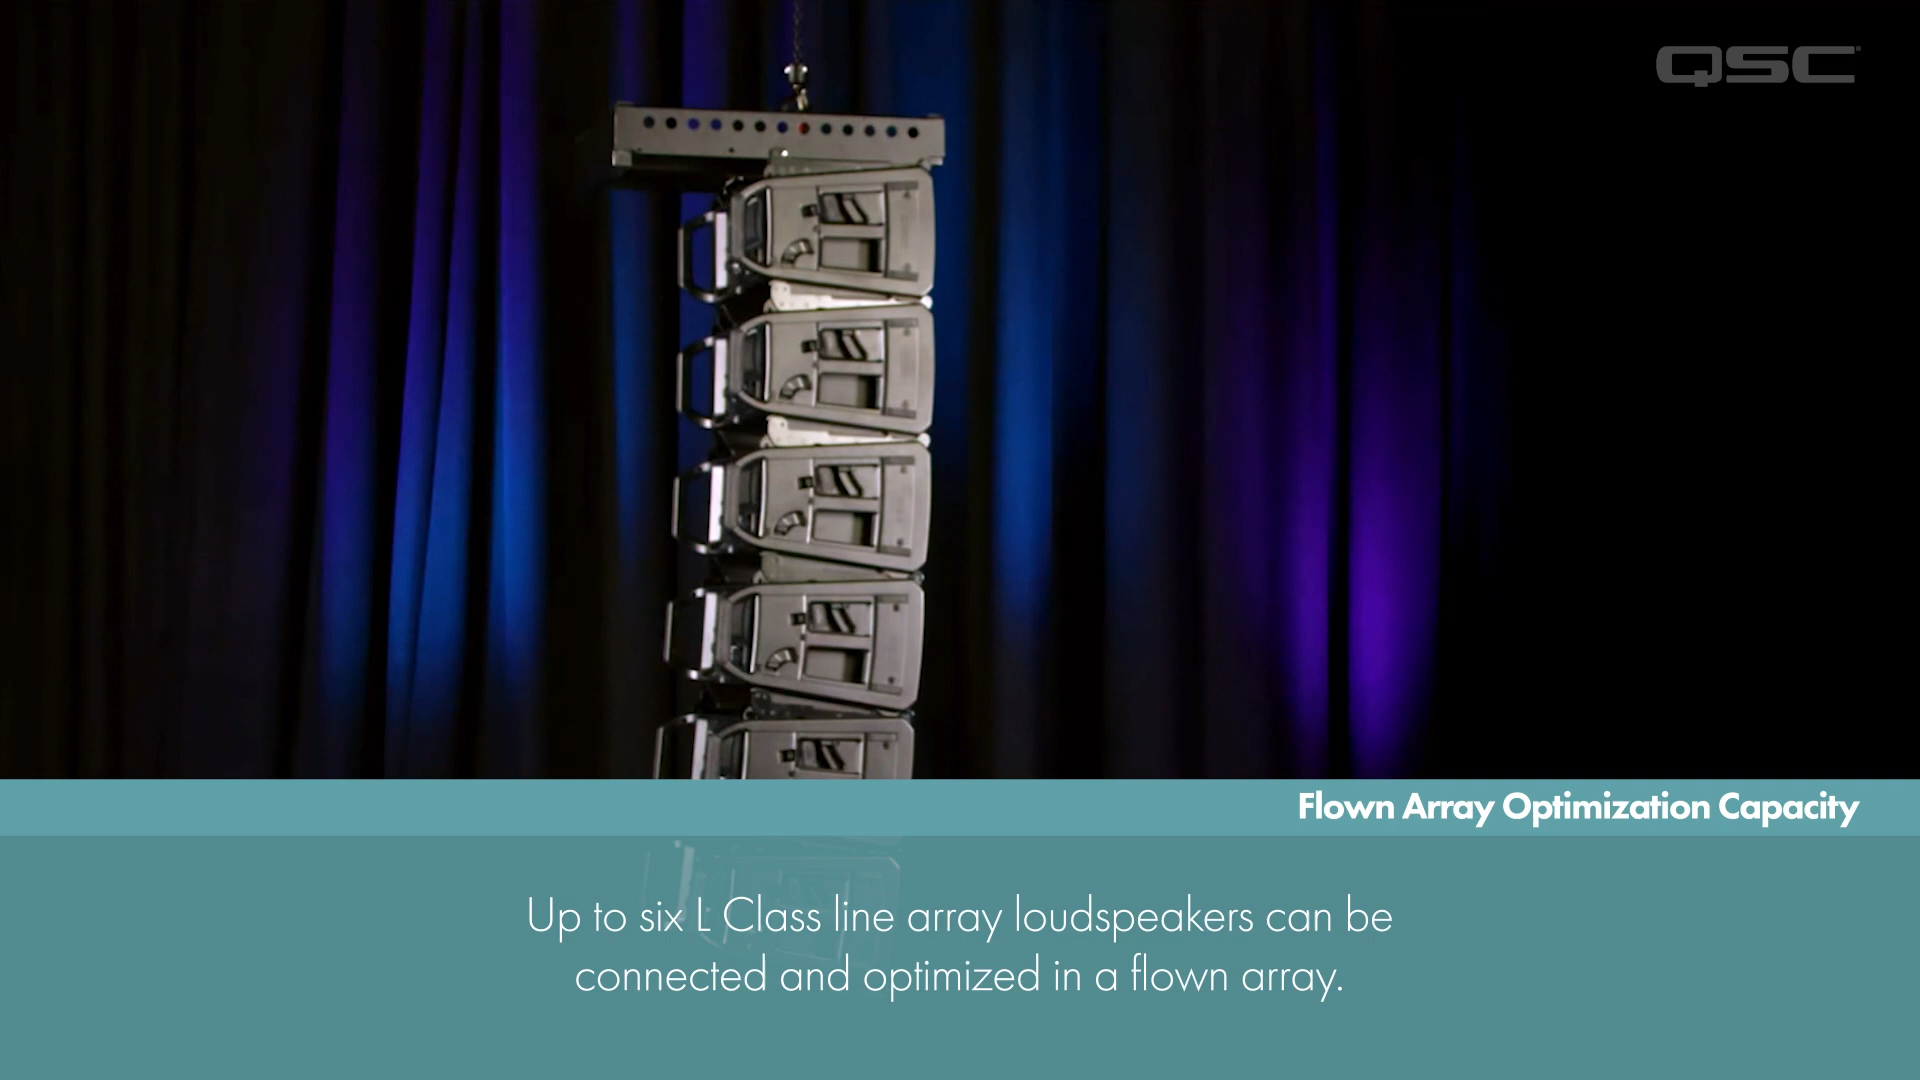 QSC
Flown Array Optimization Capacity
Up to six L Class line array loudspeakers can be
connected and optimized in a flown array.